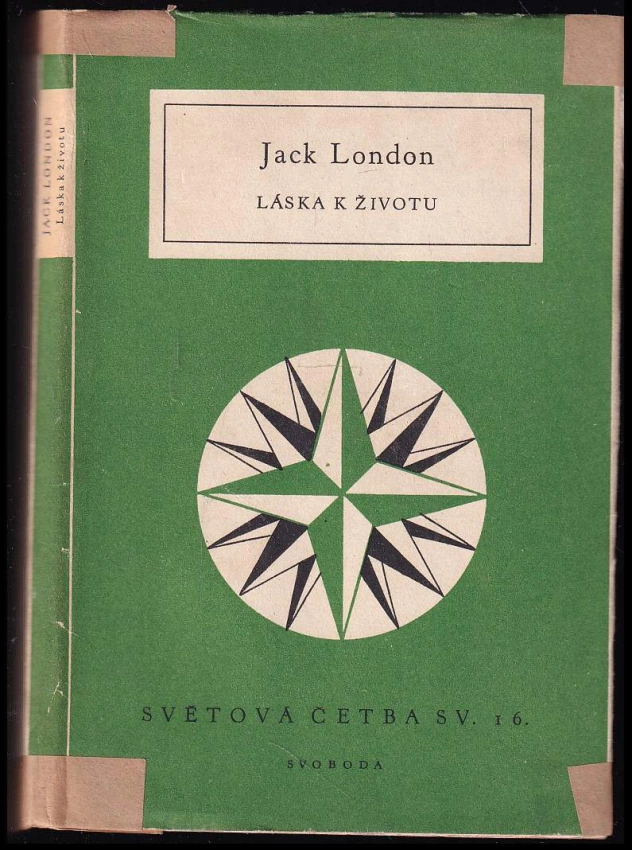 Jack London
LÁSKA K ŽIVOTU
SVĚTOVÁ ČETBA SV. 16.
SVOBODA
JACK LONDON
Láska k životu